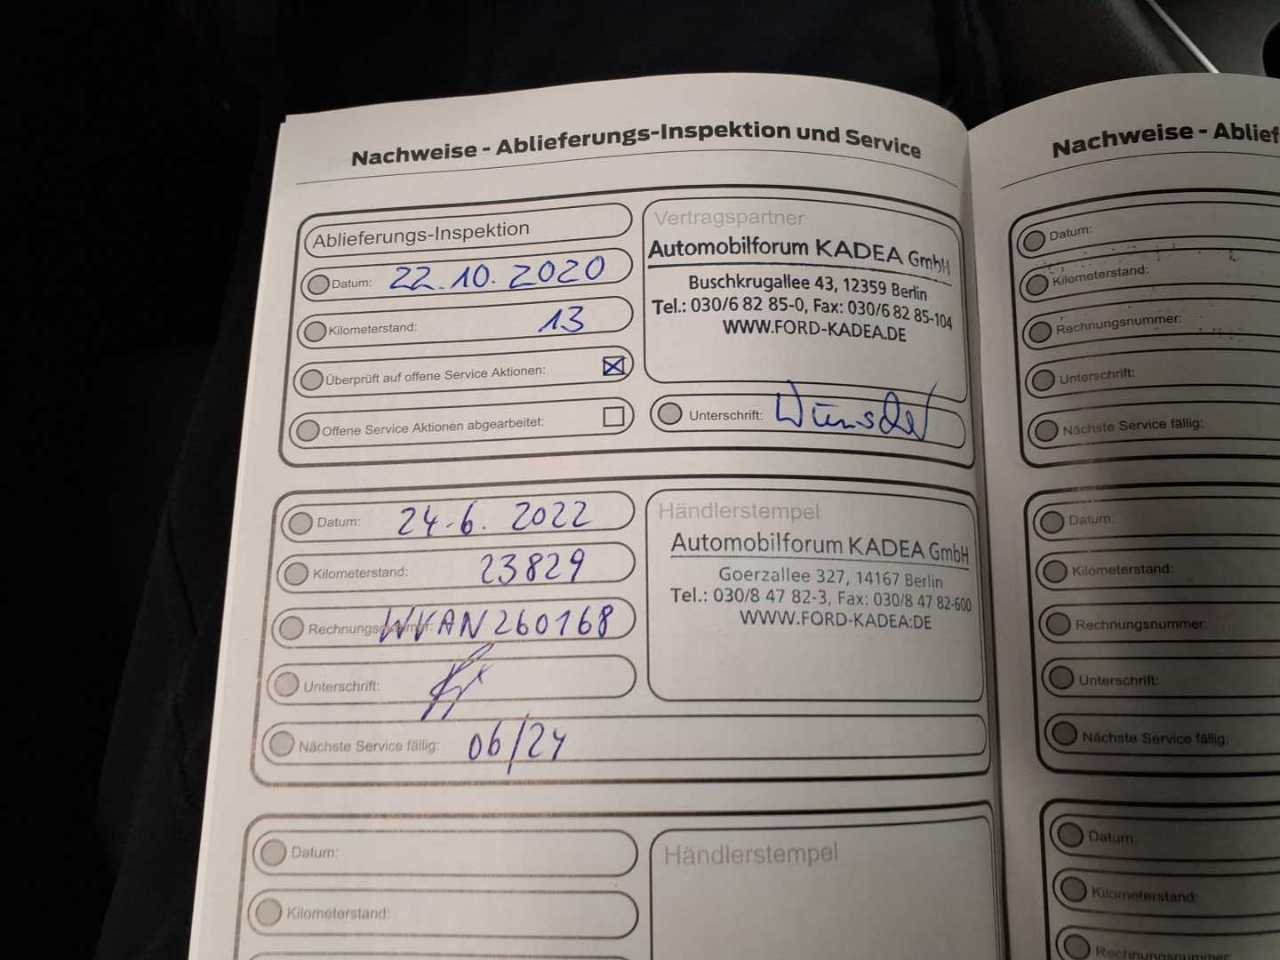 Nachweise - Ablieferungs-Inspektion und Service
Ablieferungs-Inspektion
Datum: 22.10.2020
Kilometerstand: 13
Überprüft auf offene Service Aktionen:
Offene Service Aktionen abgearbeitet:
Vertragspartner
Automobilforum KADEA GmbH
Buschkrugallee 43, 12359 Berlin
Tel.: 030/6 82 85-0, Fax: 030/6 82 85-104
WWW.FORD-KADEA.DE
Unterschrift:
Datum: 24.6.2022
Kilometerstand: 23829
WVAN260168
Unterschrift:
Nächste Service fällig: 06/24
Händlerstempel
Automobilforum KADEA GmbH
Goerzallee 327, 14167 Berlin
Tel.: 030/8 47 82-3, Fax: 030/8 47 82-600
WWW.FORD-KADEA.DE
Datum:
Kilometerstand:
Händlerstempel
Nachweise - Ablief
Datum:
Kilometerstand:
Rechnungsnummer:
Unterschrift:
Nächste Service fällig:
Datum:
Kilometerstand:
Rechnungsnummer:
Unterschrift:
Nächste Service fällig:
Datum:
Kilometerstand:
Rechnungsnummer: